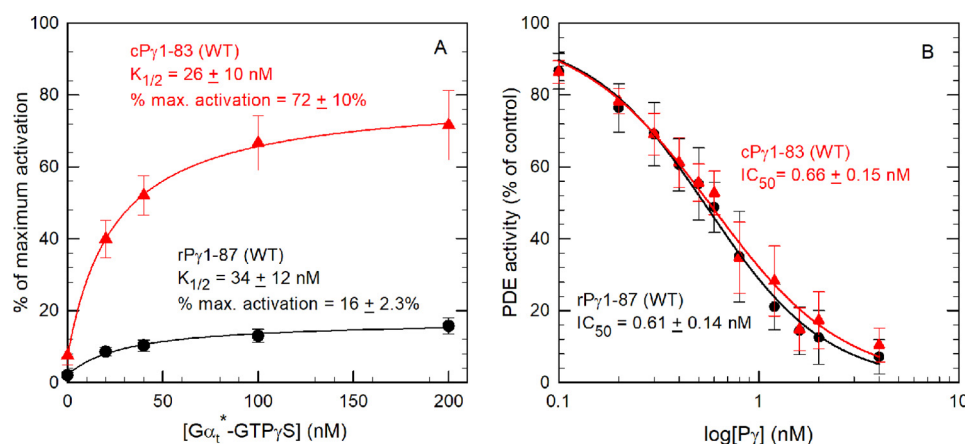 A
cPγ1-83 (WT)
K1/2 = 26 ± 10 nM
% max. activation = 72 ± 10%
rPγ1-87 (WT)
K1/2 = 34 ± 12 nM
% max. activation = 16 ± 2.3%
% of maximum activation
100
80
60
40
20
0
0 50 100 150 200
[Gαt*-GTPγS] (nM)
B
cPγ1-83 (WT)
IC50= 0.66 ± 0.15 nM
rPγ1-87 (WT)
IC50= 0.61 ± 0.14 nM
PDE activity (% of control)
100
80
60
40
20
0
0.1 1 10
log[Pγ] (nM)